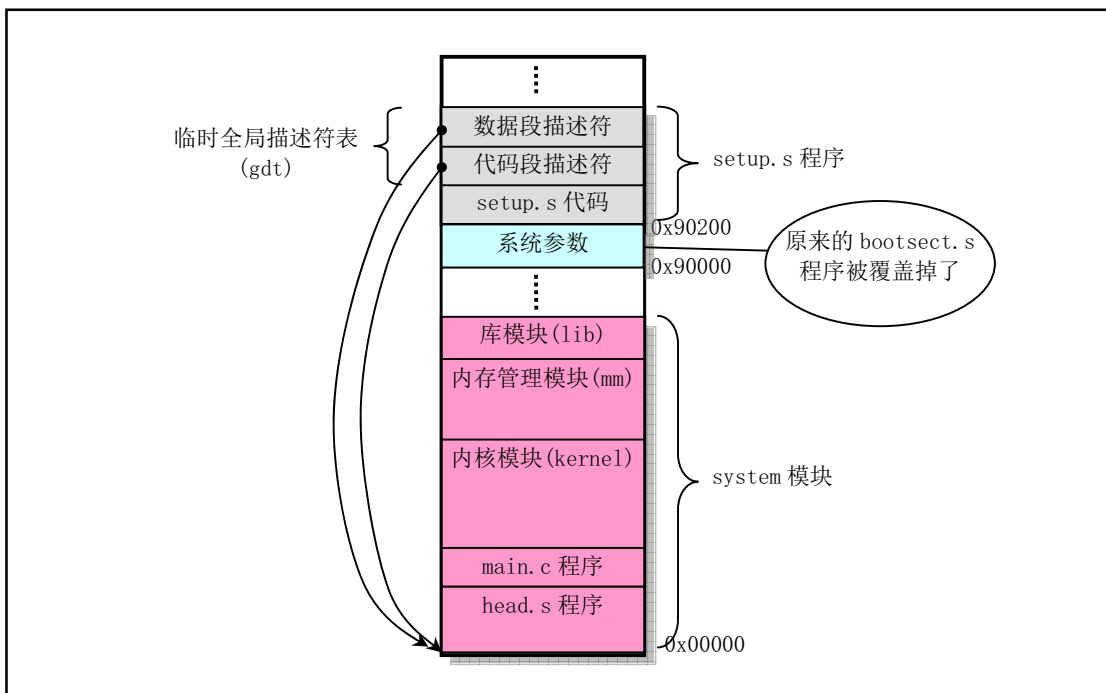 临时全局描述符表
(gdt)
数据段描述符
代码段描述符
setup.s 代码
setup.s 程序
0x90200
系统参数
0x90000
原来的 bootsect.s
程序被覆盖掉了
库模块(lib)
内存管理模块(mm)
内核模块(kernel)
system 模块
main.c 程序
head.s 程序
0x00000